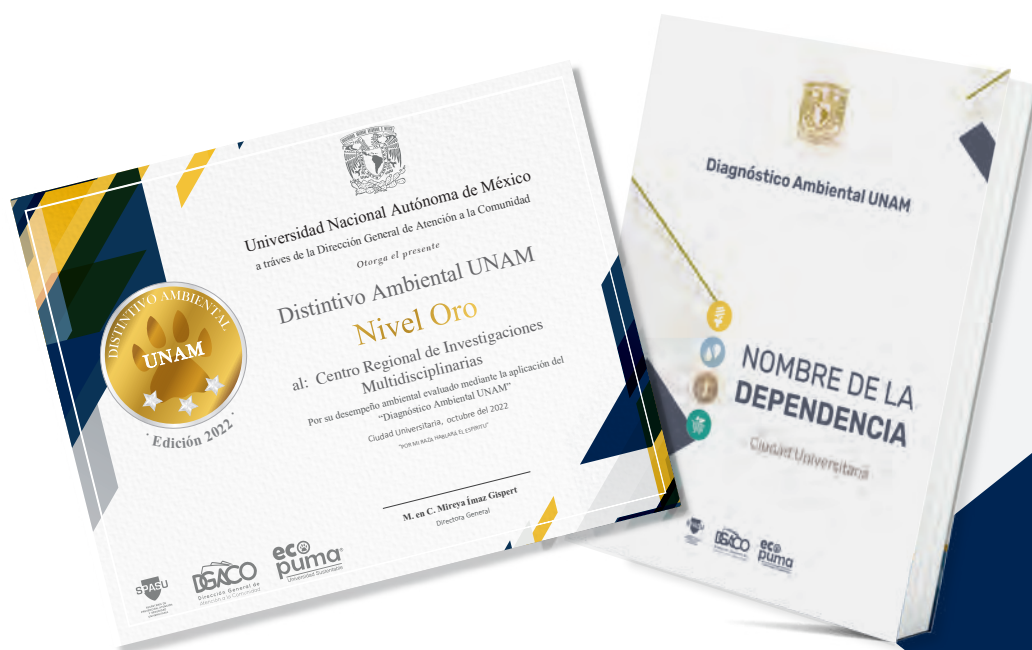 Universidad Nacional Autónoma de México
a tráves de la Dirección General de Atención a la Comunidad
Otorga el presente
Distintivo Ambiental UNAM
Nivel Oro
al: Centro Regional de Investigaciones
Multidisciplinarias
Por su desempeño ambiental evaluado mediante la aplicación del
“Diagnóstico Ambiental UNAM”
Ciudad Universitaria, octubre del 2022
"POR MI RAZA HABLARÁ EL ESPÍRITU"
M. en C. Mireya Ímaz Gispert
Directora General
DISTINTIVO AMBIENTAL
UNAM
· Edición 2022 ·
SPASU
DGACO
Dirección General de
Atención a la Comunidad
eco
puma
Universidad Sustentable
Diagnóstico Ambiental UNAM
NOMBRE DE LA
DEPENDENCIA
Ciudad Universitaria
DGACO
eco
puma